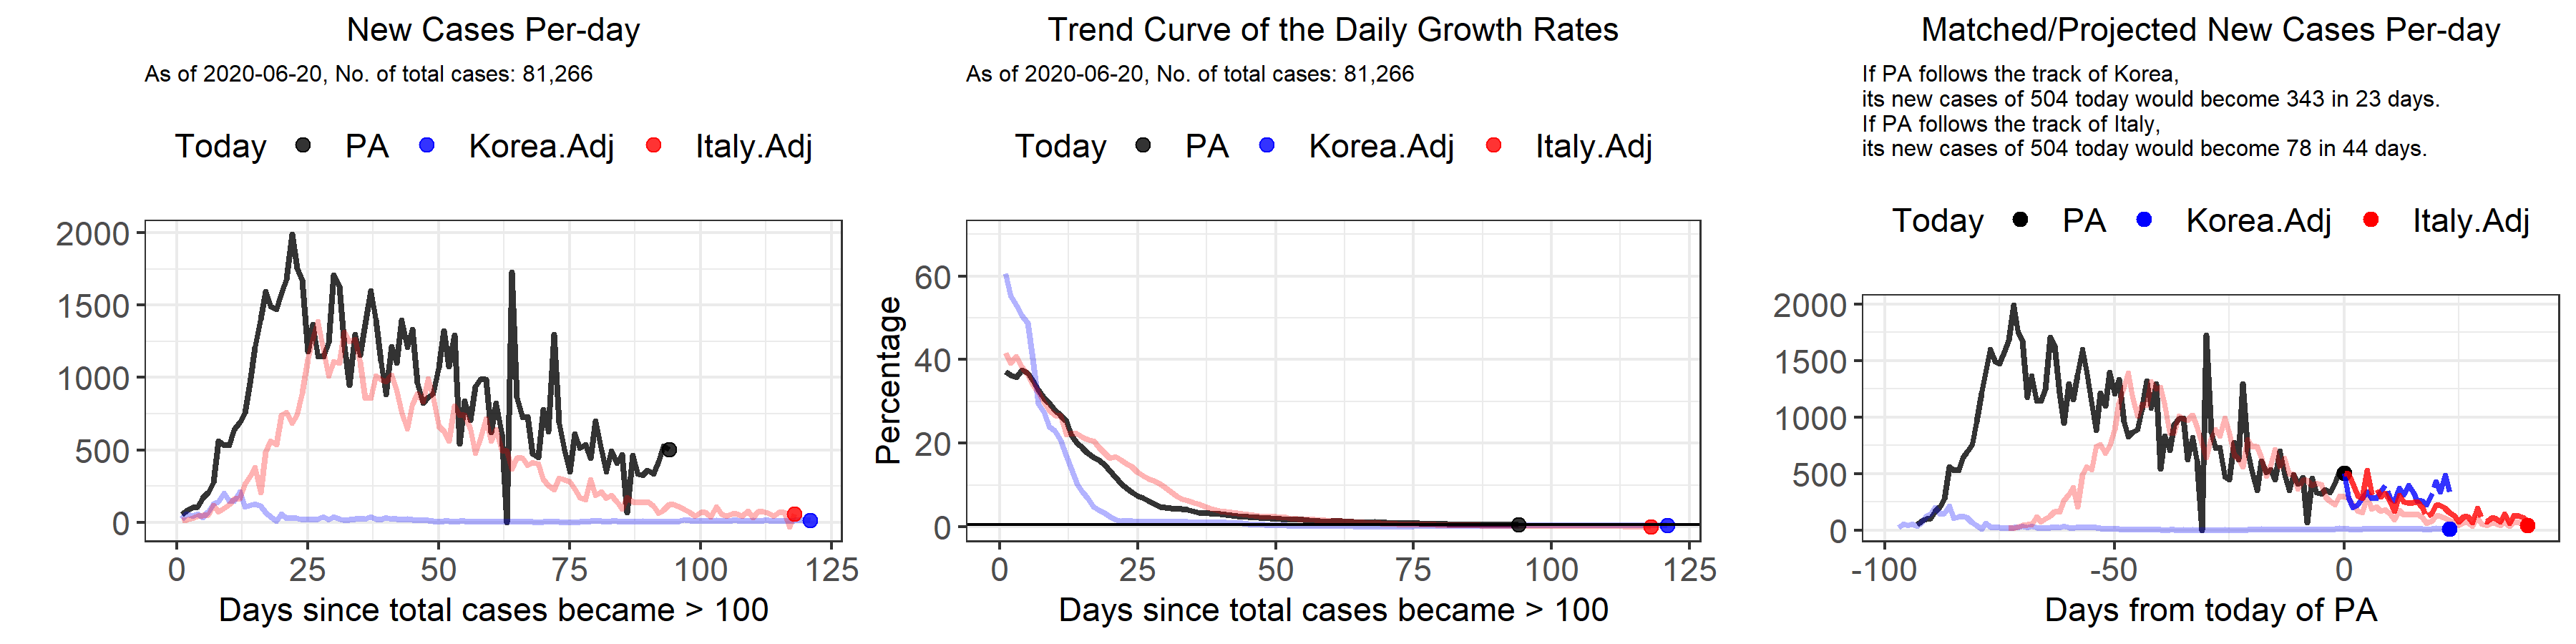 New Cases Per-day
As of 2020-06-20, No. of total cases: 81,266
Today PA Korea.Adj Italy.Adj
2000
1500
1000
500
0
0 25 50 75 100 125
Days since total cases became > 100
Trend Curve of the Daily Growth Rates
As of 2020-06-20, No. of total cases: 81,266
Today PA Korea.Adj Italy.Adj
Percentage
60
40
20
0
0 25 50 75 100 125
Days since total cases became > 100
Matched/Projected New Cases Per-day
If PA follows the track of Korea,
its new cases of 504 today would become 343 in 23 days.
If PA follows the track of Italy,
its new cases of 504 today would become 78 in 44 days.
Today PA Korea.Adj Italy.Adj
2000
1500
1000
500
0
-100 -50 0
Days from today of PA